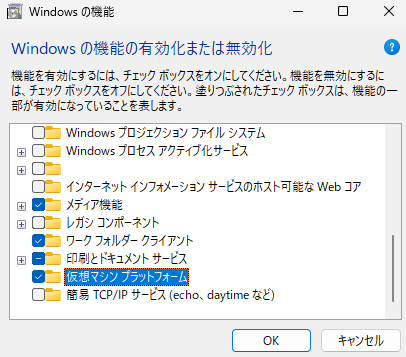 Windows の機能
Windows の機能の有効化または無効化
機能を有効にするには、チェック ボックスをオンにしてください。機能を無効にするに
は、チェック ボックスをオフにしてください。塗りつぶされたチェック ボックスは、機能の一
部が有効になっていることを表します。
Windows プロジェクション ファイル システム
Windows プロセス アクティブ化サービス
インターネット インフォメーション サービスのホスト可能な Web コア
メディア機能
レガシ コンポーネント
ワーク フォルダー クライアント
印刷とドキュメント サービス
仮想マシン プラットフォーム
簡易 TCP/IP サービス (echo、daytime など)
OK
キャンセル